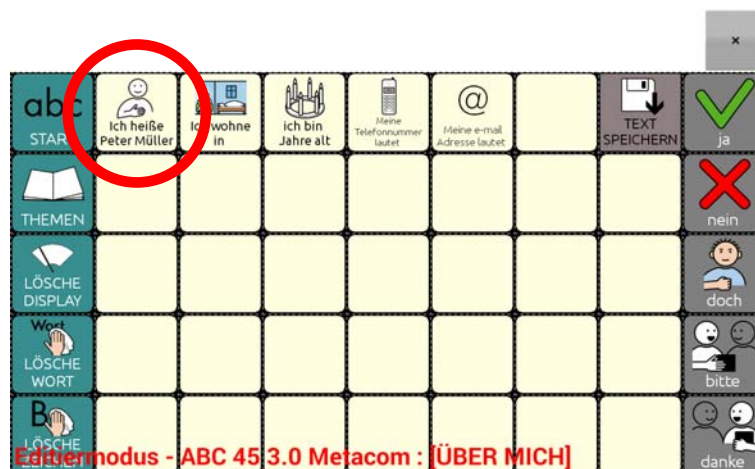 ×
abc
START
Ich heiße
Peter Müller
Ich wohne
in
ich bin
Jahre alt
Meine
Telefonnummer
lautet
@
Meine e-mail
Adresse lautet
TEXT
SPEICHERN
ja
THEMEN
nein
LÖSCHE
DISPLAY
doch
Wort
LÖSCHE
WORT
bitte
B
LÖSCHE
danke
Editiermodus - ABC 45 3.0 Metacom : [ÜBER MICH]